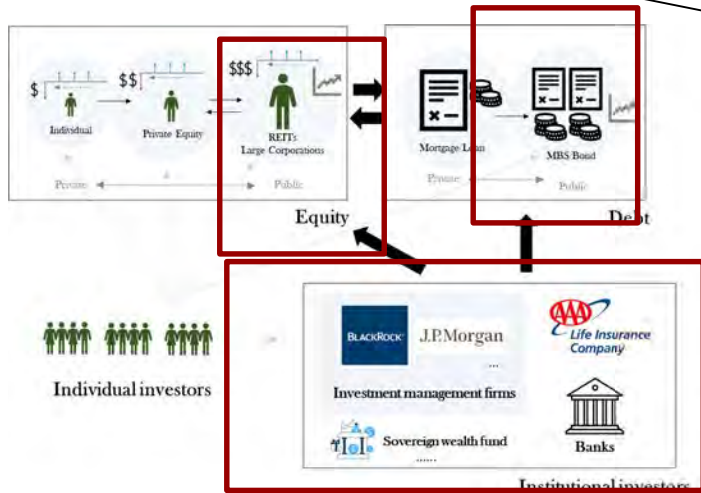 $
$$
$$$
Individual
Private Equity
REITs
Large Corporations
Private
Public
Equity
Mortgage Loan
MBS Bond
Private
Public
Debt
BLACKROCK
J.P.Morgan
...
Investment management firms
Sovereign wealth fund
......
AAA
Life Insurance
Company
Banks
Individual investors
Institutional investors